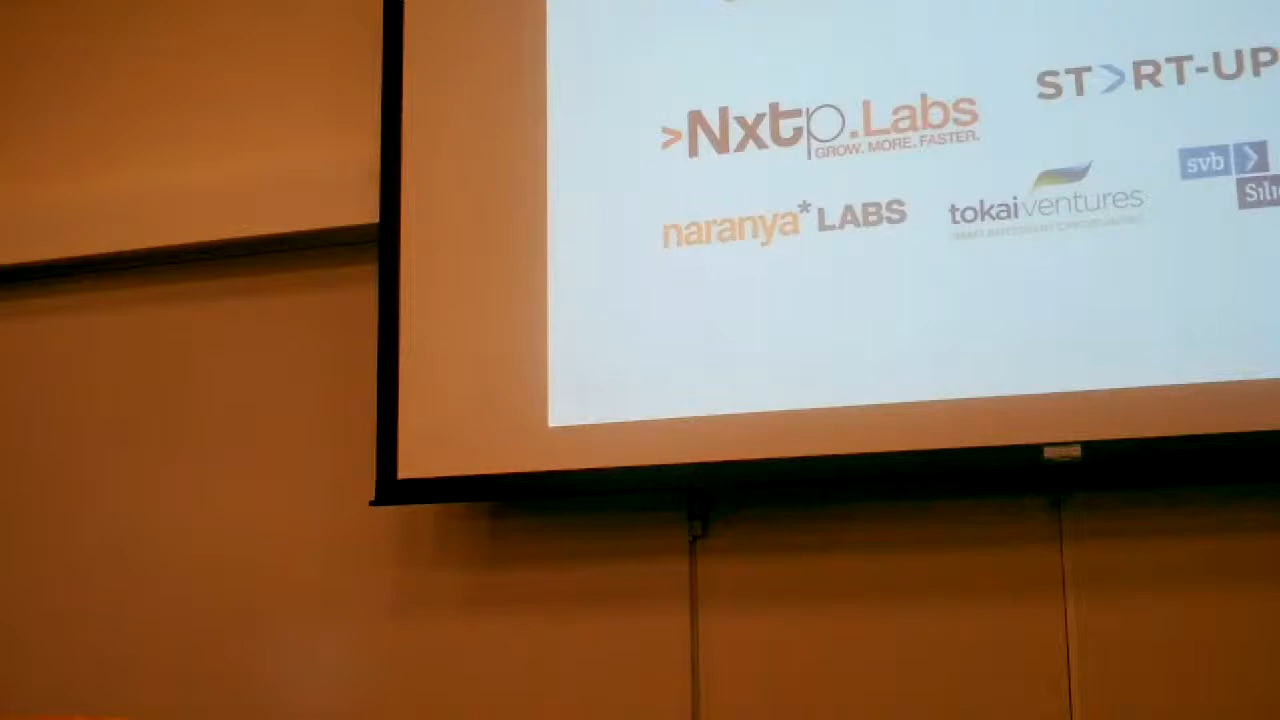 ST>RT-UP
>Nxtp.Labs
GROW. MORE. FASTER.
svb >
naranya* LABS
tokaiventures